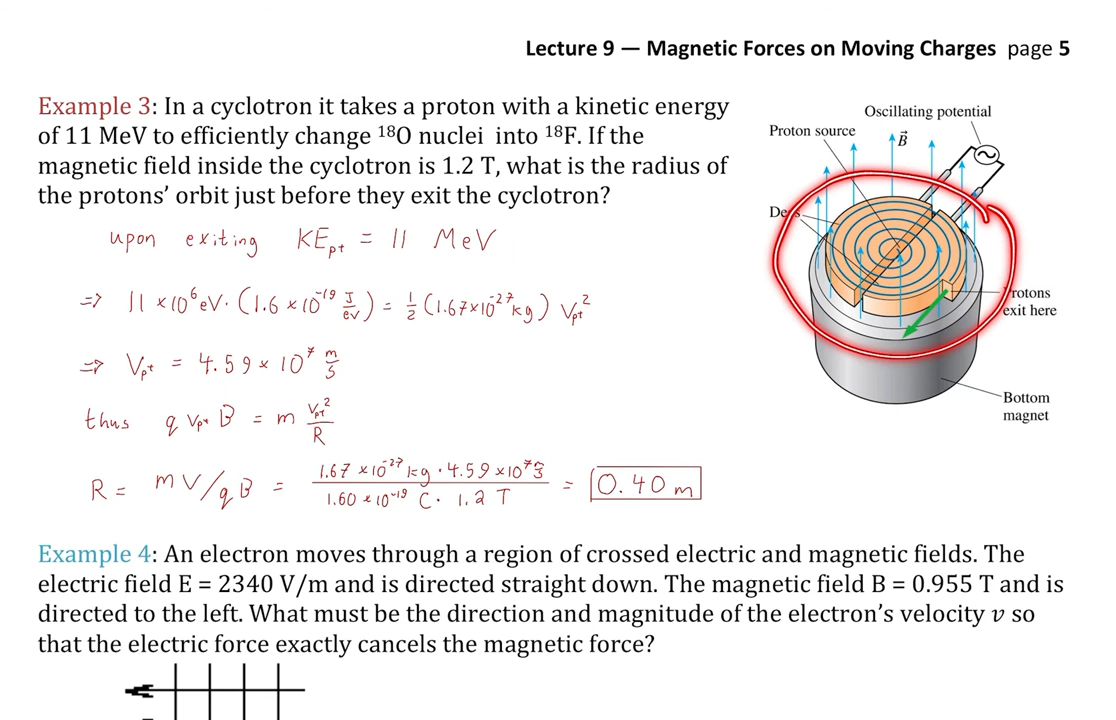 Lecture 9 — Magnetic Forces on Moving Charges page 5
Example 3: In a cyclotron it takes a proton with a kinetic energy
of 11 MeV to efficiently change ¹⁸O nuclei into ¹⁸F. If the
magnetic field inside the cyclotron is 1.2 T, what is the radius of
the protons’ orbit just before they exit the cyclotron?
upon exiting KE_pt = 11 MeV
=> 11 × 10⁶ eV · (1.6 × 10⁻¹⁹ J/eV) = 1/2 (1.67 × 10⁻²⁷ kg) V_pt²
=> V_pt = 4.59 × 10⁷ m/s
thus q V_pt B = m V_pt²/R
R = mV/qB = 1.67 × 10⁻²⁷ kg · 4.59 × 10⁷ m/s / 1.60 × 10⁻¹⁹ C · 1.2 T = 0.40 m
Oscillating potential
Proton source
B⃗
Dees
Protons
exit here
Bottom
magnet
Example 4: An electron moves through a region of crossed electric and magnetic fields. The
electric field E = 2340 V/m and is directed straight down. The magnetic field B = 0.955 T and is
directed to the left. What must be the direction and magnitude of the electron’s velocity v so
that the electric force exactly cancels the magnetic force?